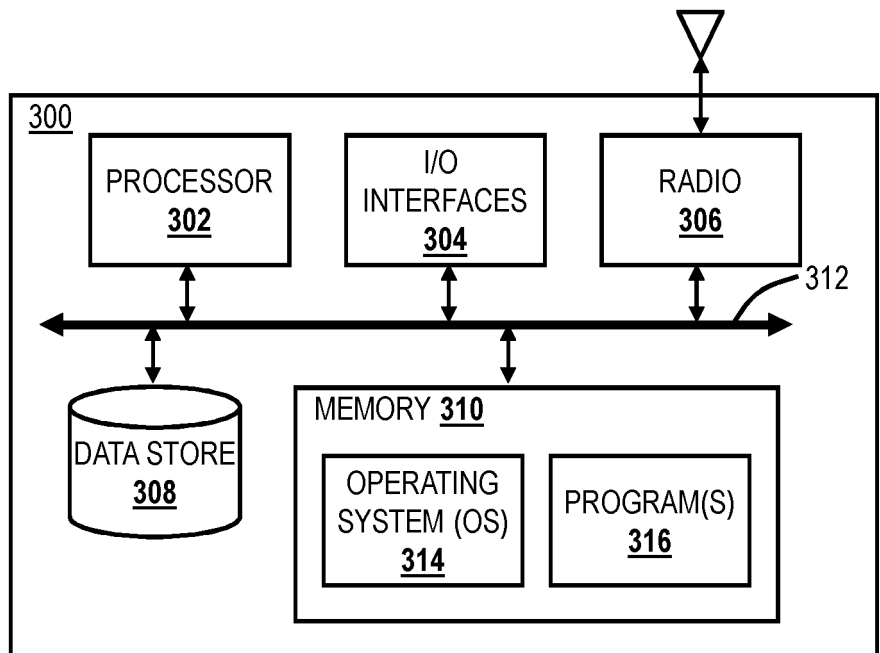 300
PROCESSOR
302
I/O
INTERFACES
304
RADIO
306
312
DATA STORE
308
MEMORY 310
OPERATING
SYSTEM (OS)
314
PROGRAM(S)
316